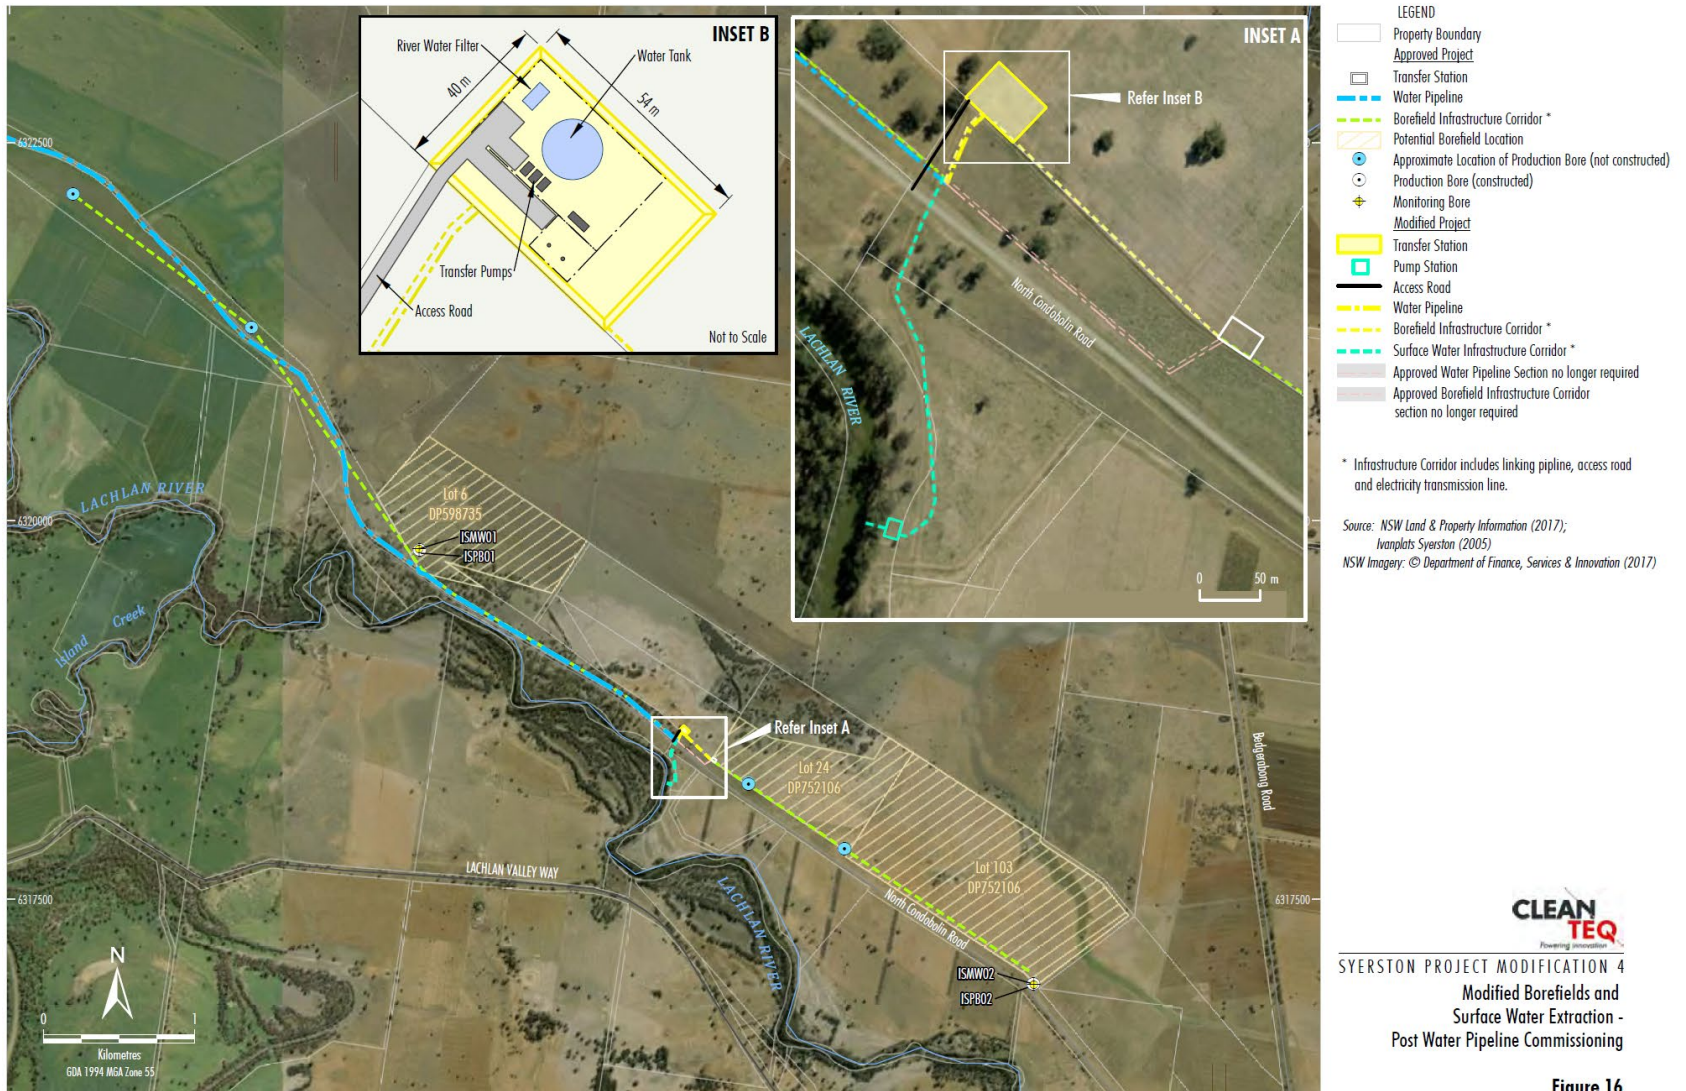 INSET B
River Water Filter
Water Tank
40 m
54 m
Transfer Pumps
Access Road
Not to Scale
INSET A
Refer Inset B
North Condobolin Road
LACHLAN RIVER
0 50 m
6322500
LACHLAN RIVER
6320000
Lot 6
DP598735
ISMW01
ISPB01
Island Creek
Refer Inset A
Lot 24
DP752106
Bedgerabong Road
LACHLAN VALLEY WAY
Lot 103
DP752106
6317500
6317500
LACHLAN RIVER
North Condobolin Road
ISMW02
ISPB02
N
0 1
Kilometres
GDA 1994 MGA Zone 55
LEGEND
Property Boundary
Approved Project
Transfer Station
Water Pipeline
Borefield Infrastructure Corridor *
Potential Borefield Location
Approximate Location of Production Bore (not constructed)
Production Bore (constructed)
Monitoring Bore
Modified Project
Transfer Station
Pump Station
Access Road
Water Pipeline
Borefield Infrastructure Corridor *
Surface Water Infrastructure Corridor *
Approved Water Pipeline Section no longer required
Approved Borefield Infrastructure Corridor
section no longer required
* Infrastructure Corridor includes linking pipline, access road
and electricity transmission line.
Source: NSW Land & Property Information (2017);
Ivanplats Syerston (2005)
NSW Imagery: © Department of Finance, Services & Innovation (2017)
CLEAN
TEQ
Powering innovation
SYERSTON PROJECT MODIFICATION 4
Modified Borefields and
Surface Water Extraction -
Post Water Pipeline Commissioning
Figure 16